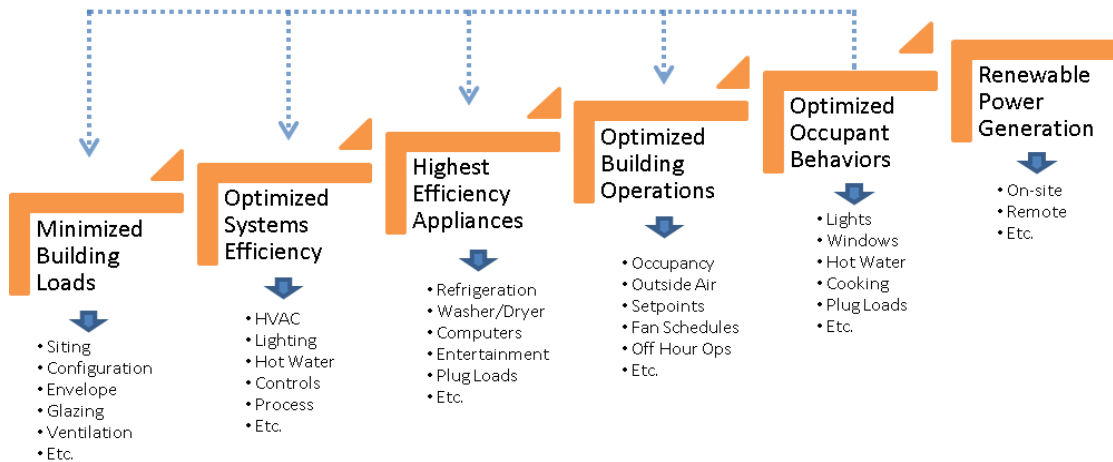 Minimized
Building
Loads
• Siting
• Configuration
• Envelope
• Glazing
• Ventilation
• Etc.
Optimized
Systems
Efficiency
• HVAC
• Lighting
• Hot Water
• Controls
• Process
• Etc.
Highest
Efficiency
Appliances
• Refrigeration
• Washer/Dryer
• Computers
• Entertainment
• Plug Loads
• Etc.
Optimized
Building
Operations
• Occupancy
• Outside Air
• Setpoints
• Fan Schedules
• Off Hour Ops
• Etc.
Optimized
Occupant
Behaviors
• Lights
• Windows
• Hot Water
• Cooking
• Plug Loads
• Etc.
Renewable
Power
Generation
• On-site
• Remote
• Etc.